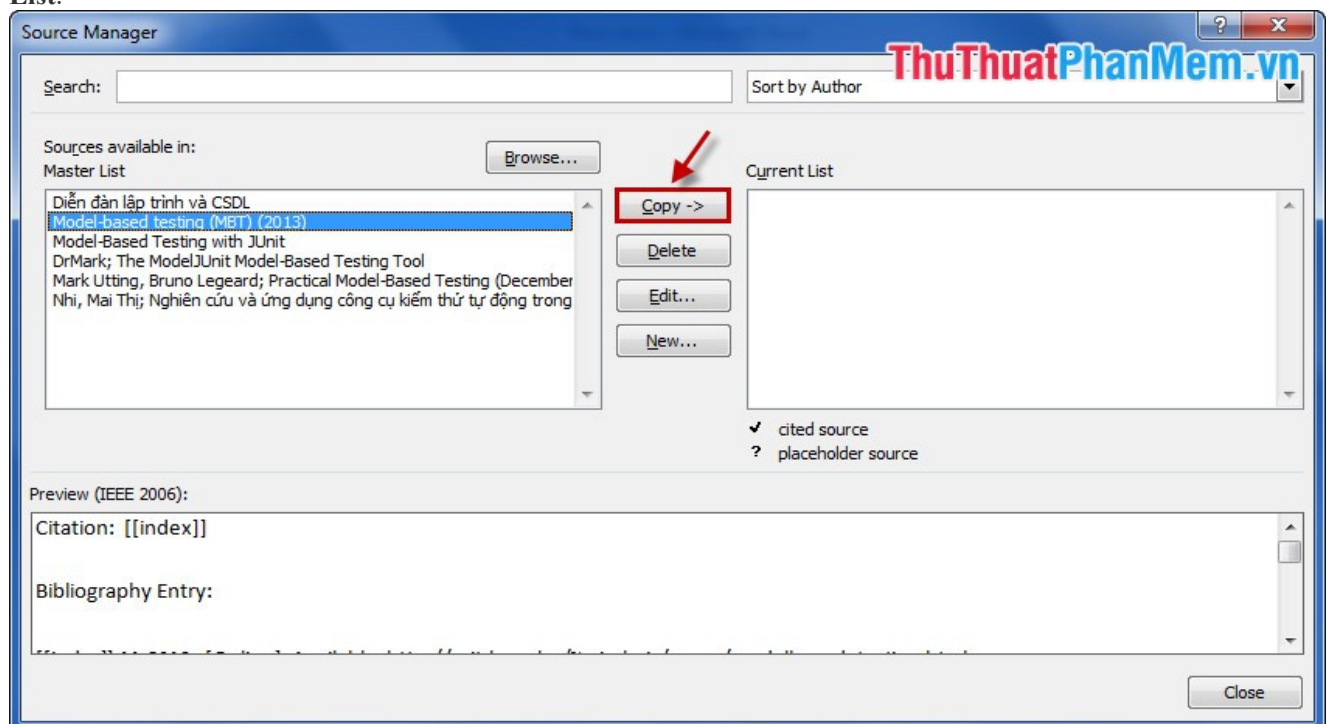 List.
Source Manager
ThuThuatPhanMem.vn
Search:
Sort by Author
Sources available in:
Master List
Browse...
Current List
Diễn đàn lập trình và CSDL
Model-based testing (MBT) (2013)
Model-Based Testing with JUnit
DrMark; The ModelJUnit Model-Based Testing Tool
Mark Utting, Bruno Legeard; Practical Model-Based Testing (December
Nhi, Mai Thị; Nghiên cứu và ứng dụng công cụ kiểm thử tự động trong
Copy ->
Delete
Edit...
New...
✓ cited source
? placeholder source
Preview (IEEE 2006):
Citation: [[index]]
Bibliography Entry:
Close